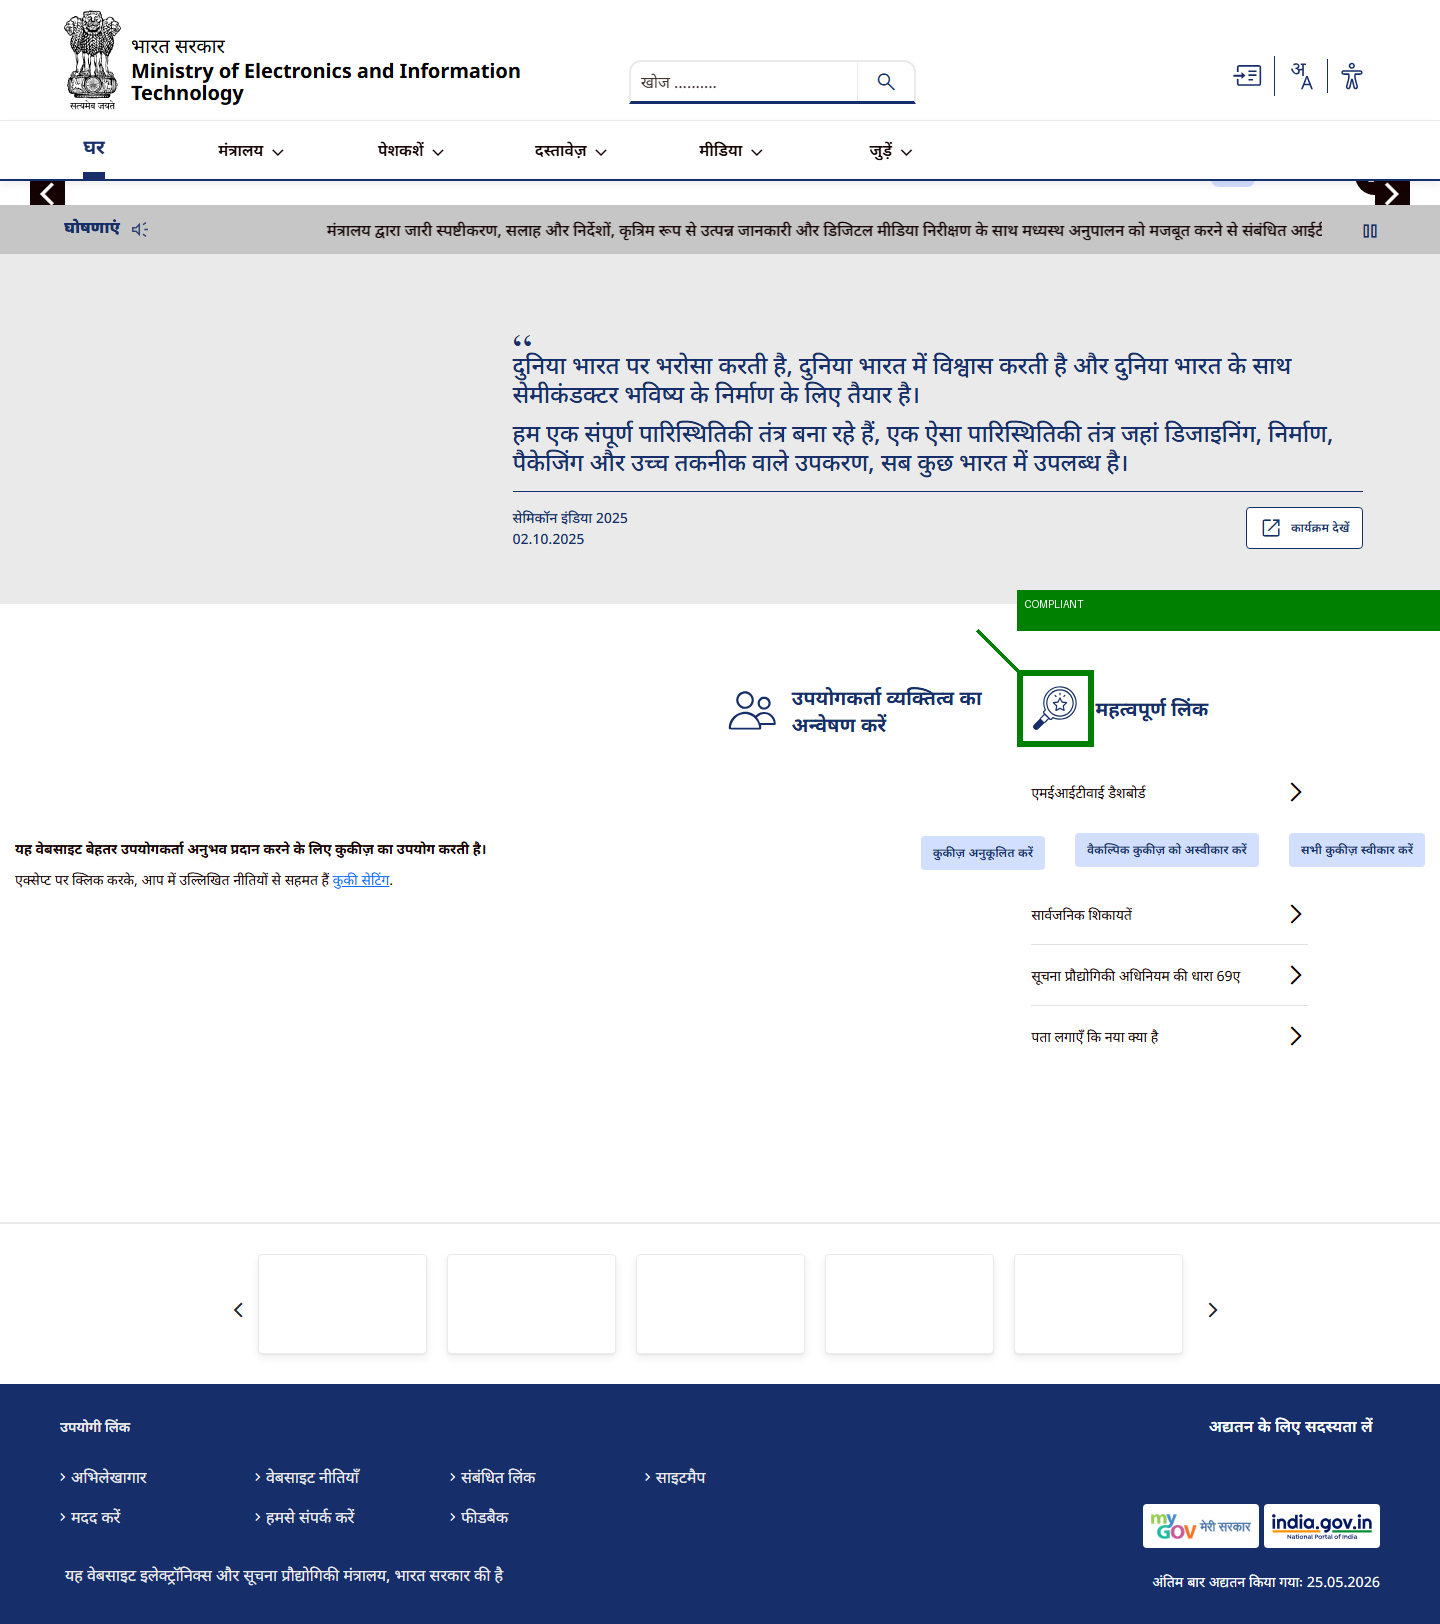 भारत सरकार
Ministry of Electronics and Information
Technology
सत्यमेव जयते
खोज ..........
अ
A
घर
मंत्रालय
पेशकशें
दस्तावेज़
मीडिया
जुड़ें
घोषणाएं
मंत्रालय द्वारा जारी स्पष्टीकरण, सलाह और निर्देशों, कृत्रिम रूप से उत्पन्न जानकारी और डिजिटल मीडिया निरीक्षण के साथ मध्यस्थ अनुपालन को मजबूत करने से संबंधित
“
दुनिया भारत पर भरोसा करती है, दुनिया भारत में विश्वास करती है और दुनिया भारत के साथ
सेमीकंडक्टर भविष्य के निर्माण के लिए तैयार है।
हम एक संपूर्ण पारिस्थितिकी तंत्र बना रहे हैं, एक ऐसा पारिस्थितिकी तंत्र जहां डिजाइनिंग, निर्माण,
पैकेजिंग और उच्च तकनीक वाले उपकरण, सब कुछ भारत में उपलब्ध है।
सेमिकॉन इंडिया 2025
02.10.2025
कार्यक्रम देखें
COMPLIANT
उपयोगकर्ता व्यक्तित्व का
अन्वेषण करें
महत्वपूर्ण लिंक
एमईआईटीवाई डैशबोर्ड
यह वेबसाइट बेहतर उपयोगकर्ता अनुभव प्रदान करने के लिए कुकीज़ का उपयोग करती है।
एक्सेप्ट पर क्लिक करके, आप में उल्लिखित नीतियों से सहमत हैं कुकी सेटिंग.
कुकीज़ अनुकूलित करें
वैकल्पिक कुकीज़ को अस्वीकार करें
सभी कुकीज़ स्वीकार करें
सार्वजनिक शिकायतें
सूचना प्रौद्योगिकी अधिनियम की धारा 69ए
पता लगाएँ कि नया क्या है
उपयोगी लिंक
अद्यतन के लिए सदस्यता लें
अभिलेखागार
वेबसाइट नीतियाँ
संबंधित लिंक
साइटमैप
मदद करें
हमसे संपर्क करें
फीडबैक
my
GOV मेरी सरकार
india.gov.in
National Portal of India
यह वेबसाइट इलेक्ट्रॉनिक्स और सूचना प्रौद्योगिकी मंत्रालय, भारत सरकार की है
अंतिम बार अद्यतन किया गयाः 25.05.2026